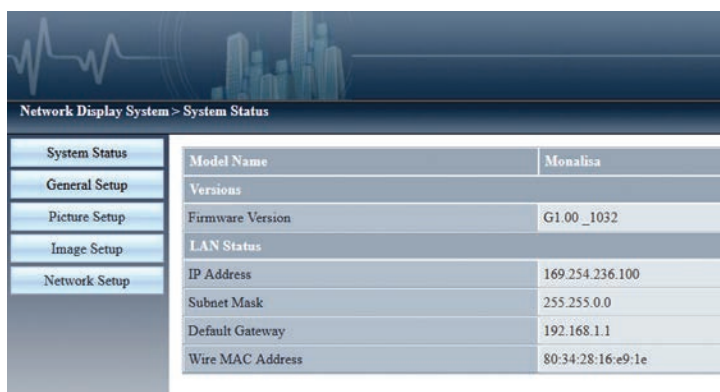 Network Display System > System Status
System Status
General Setup
Picture Setup
Image Setup
Network Setup
Model Name Monalisa
Versions
Firmware Version G1.00 _1032
LAN Status
IP Address 169.254.236.100
Subnet Mask 255.255.0.0
Default Gateway 192.168.1.1
Wire MAC Address 80:34:28:16:e9:1e